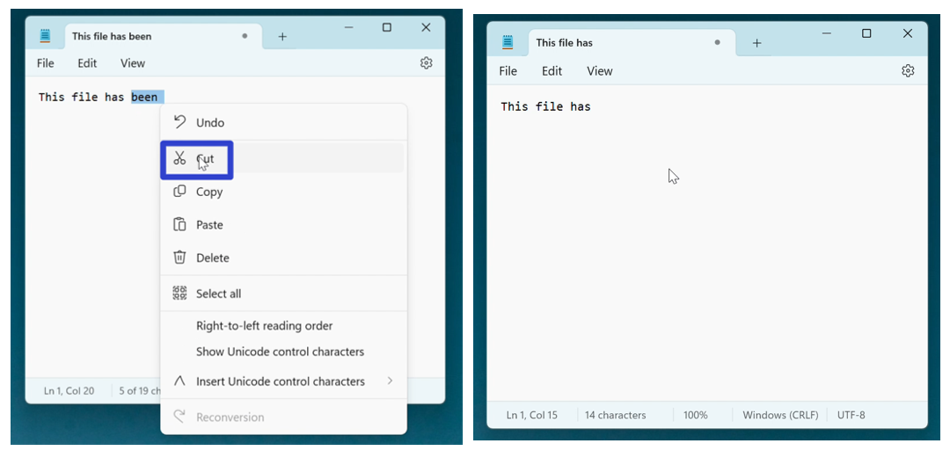 This file has been
File Edit View
This file has been
Undo
Cut
Copy
Paste
Delete
Select all
Right-to-left reading order
Show Unicode control characters
Insert Unicode control characters
Reconversion
Ln 1, Col 20 5 of 19 ch
This file has
File Edit View
This file has
Ln 1, Col 15 14 characters 100% Windows (CRLF) UTF-8